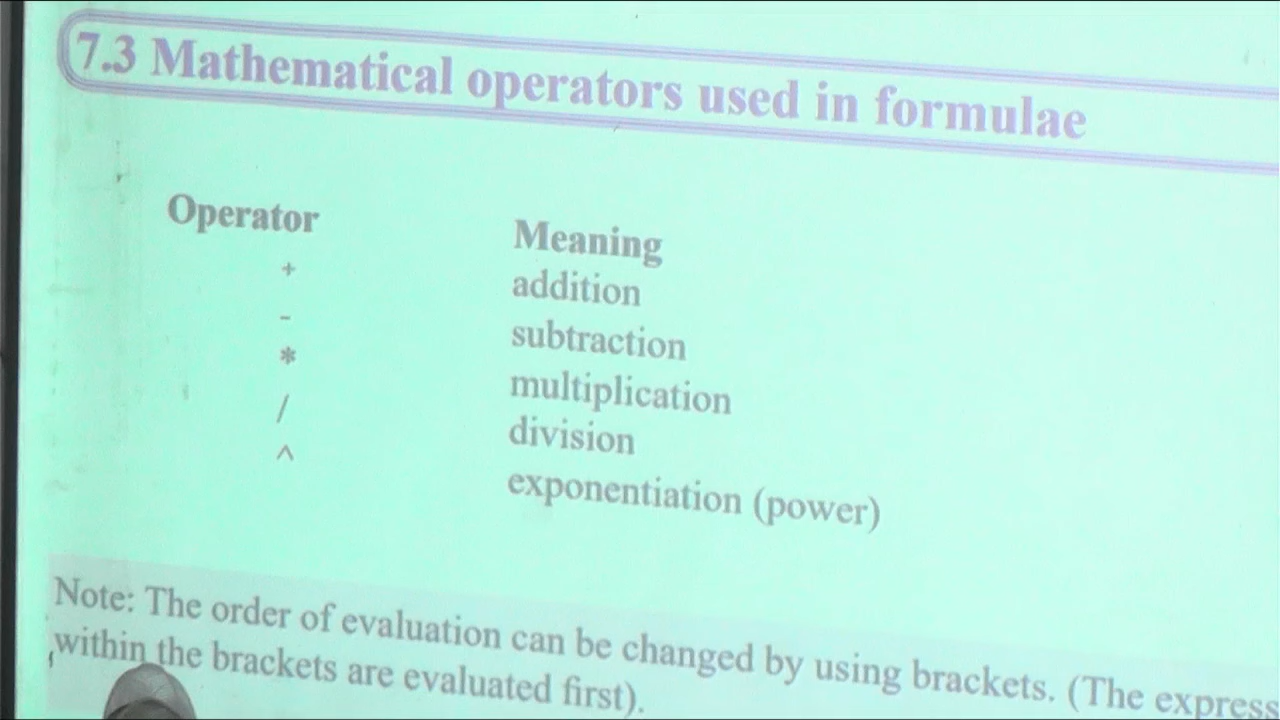 7.3 Mathematical operators used in formulae
Operator Meaning
+ addition
- subtraction
* multiplication
/ division
^ exponentiation (power)
Note: The order of evaluation can be changed by using brackets. (The express
within the brackets are evaluated first).